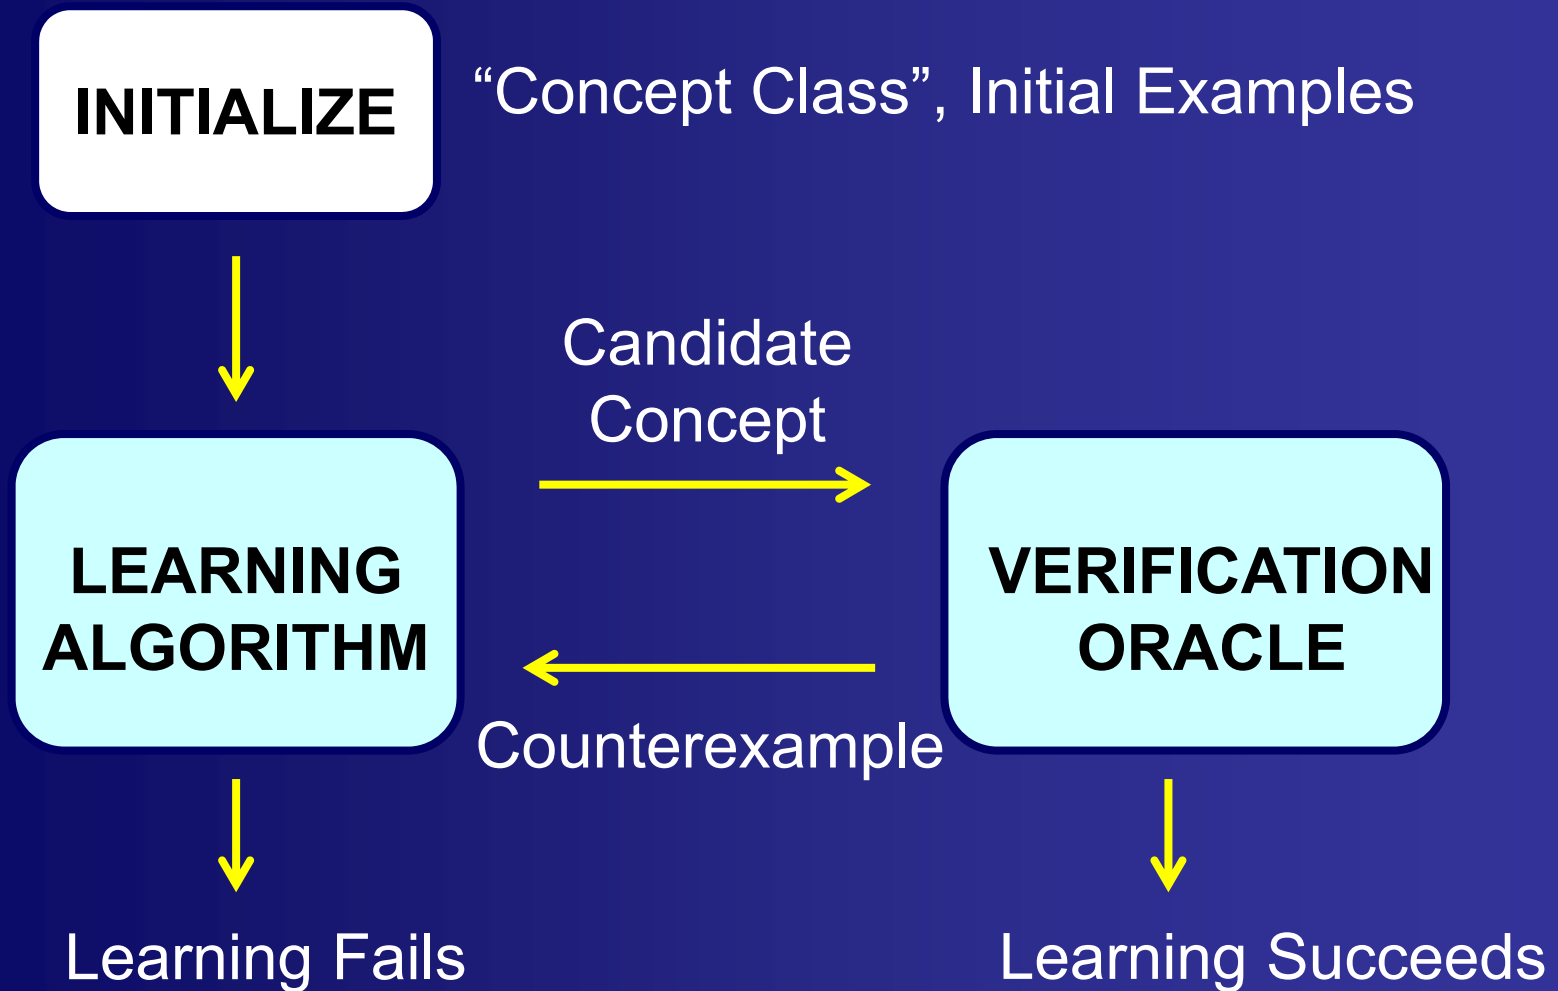 INITIALIZE
“Concept Class”, Initial Examples
Candidate
Concept
LEARNING
ALGORITHM
VERIFICATION
ORACLE
Counterexample
Learning Fails
Learning Succeeds